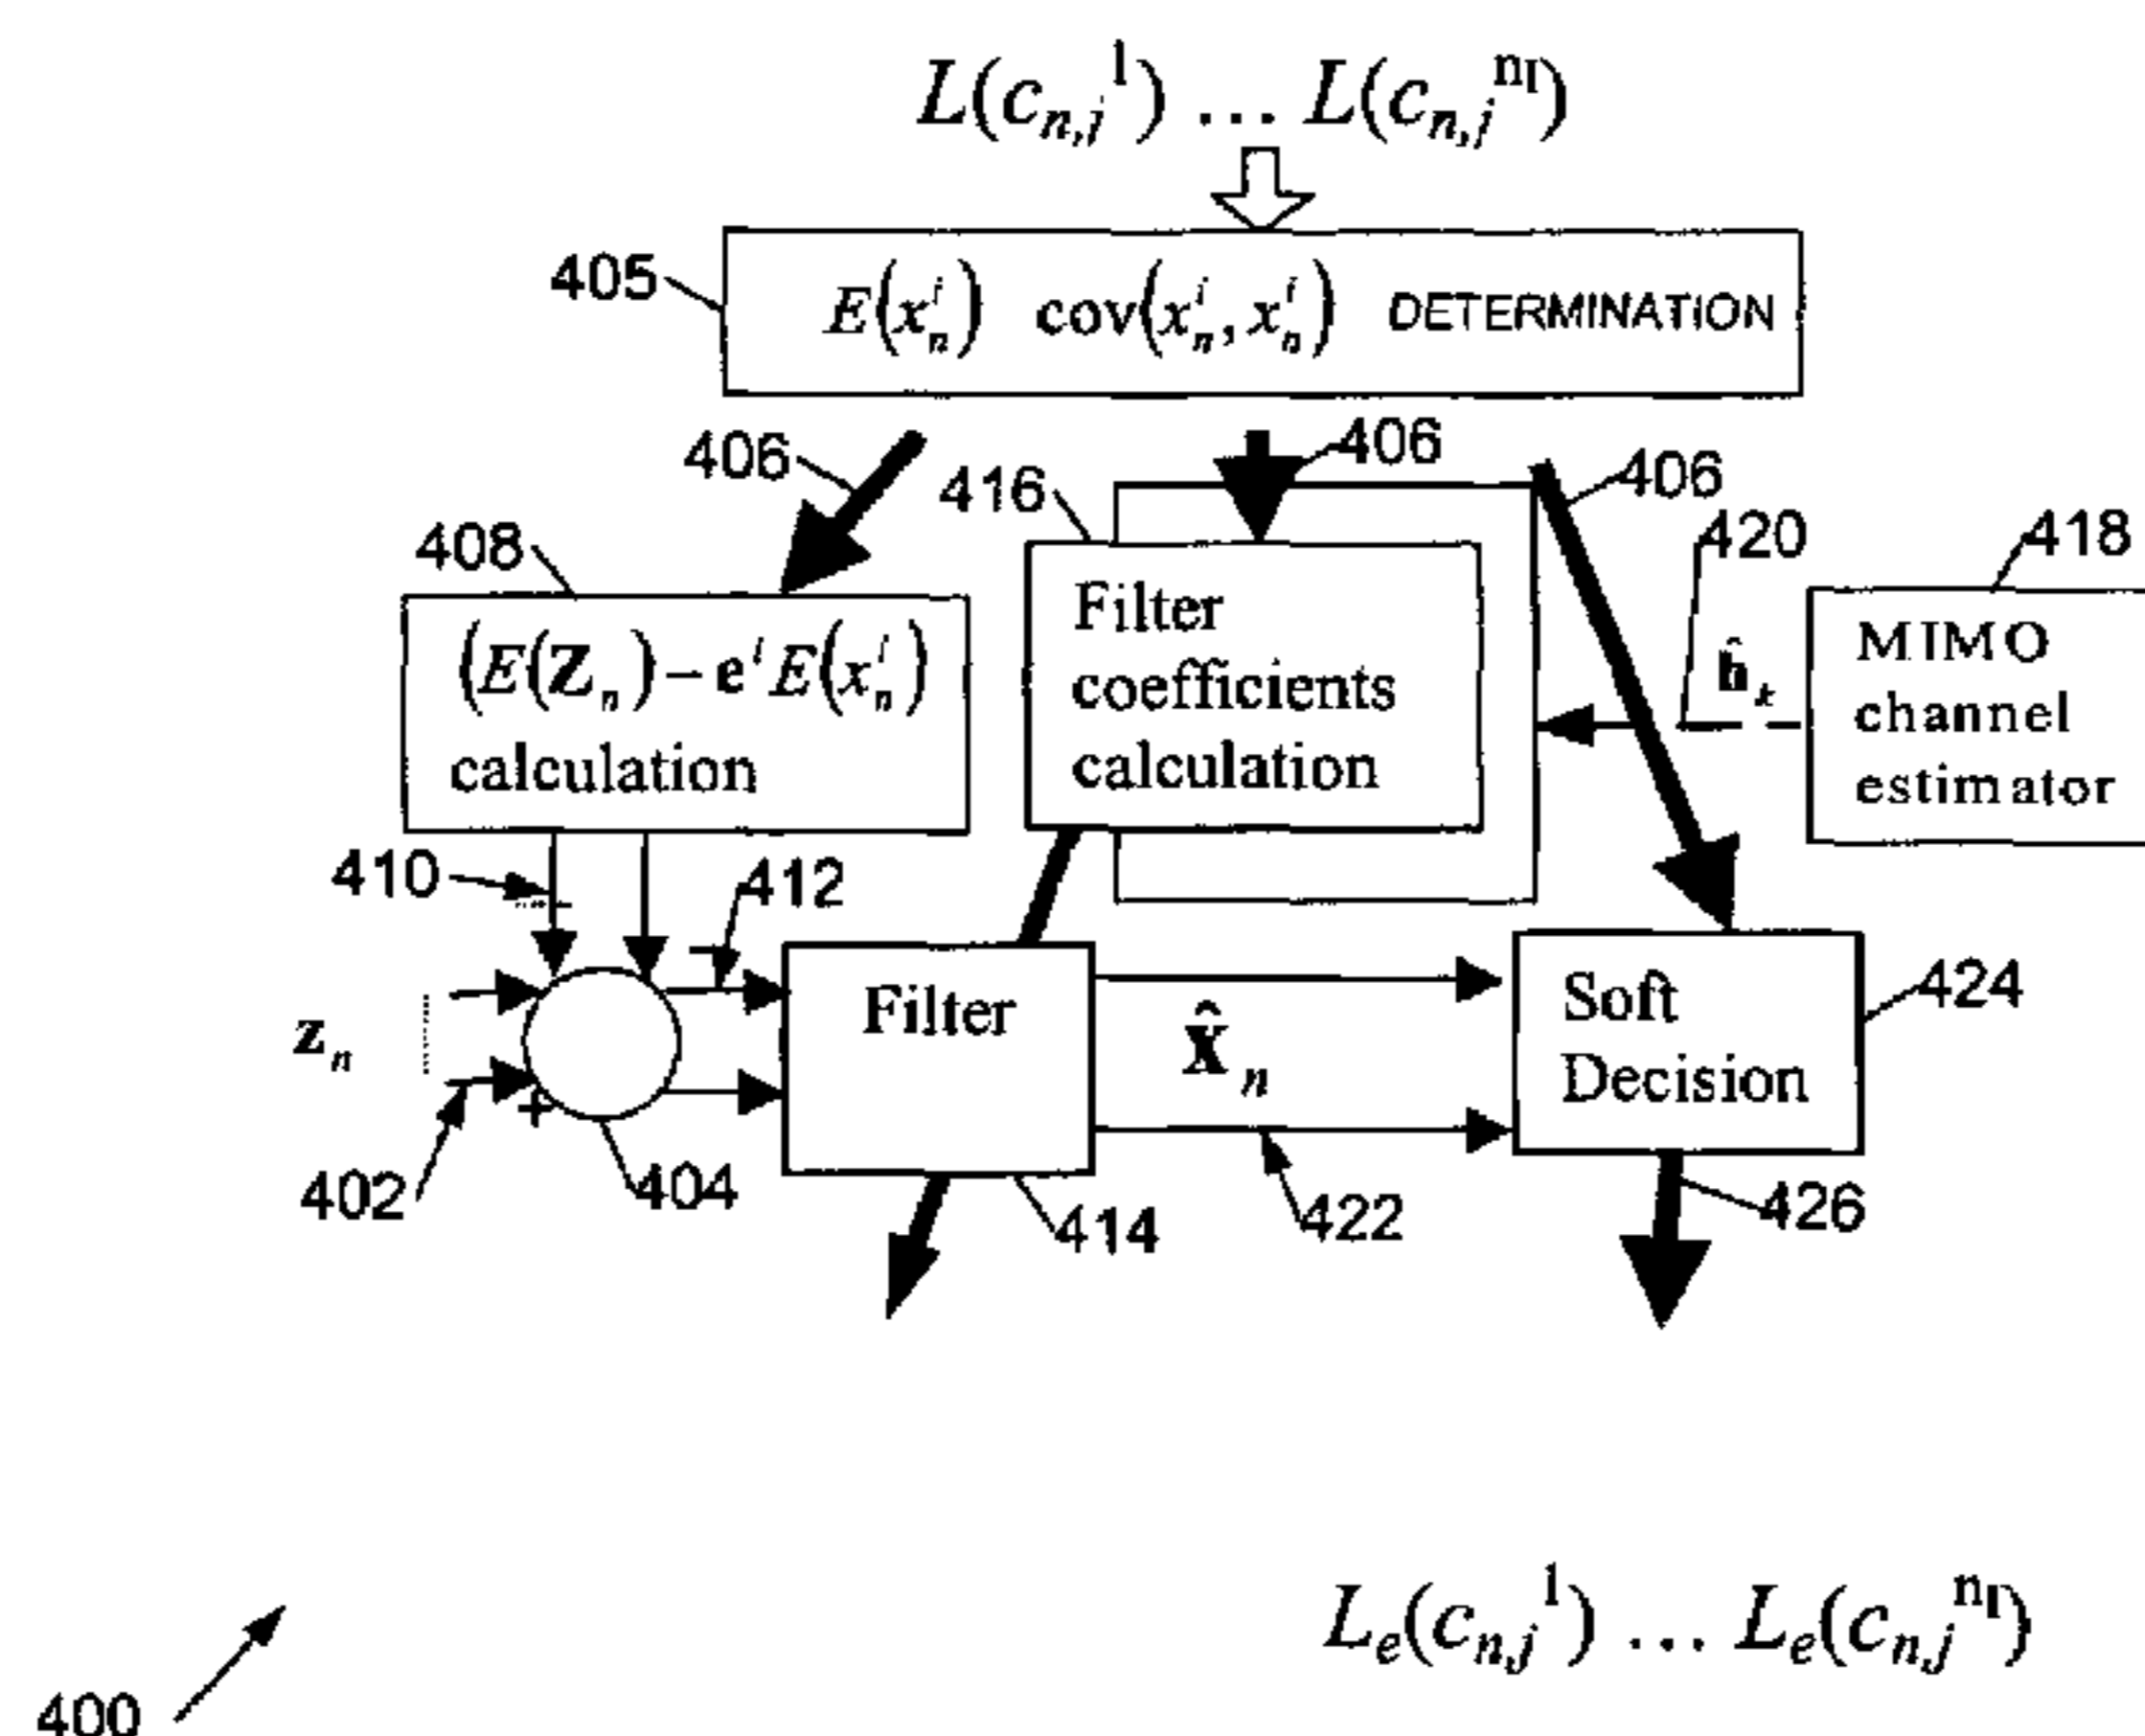 L(c_{n,j}^1) ... L(c_{n,j}^{n_I})
405
E(x_n^i) cov(x_n^i, x_n^i) DETERMINATION
406
416
406
406
408
420
418
(E(Z_n) - e^i E(x_n^i)
calculation
Filter
coefficients
calculation
ĥ_k
MIMO
channel
estimator
410
−
412
z_n
+
402
404
Filter
414
x̂_n
422
Soft
Decision
424
426
L_e(c_{n,j}^1) ... L_e(c_{n,j}^{n_I})
400